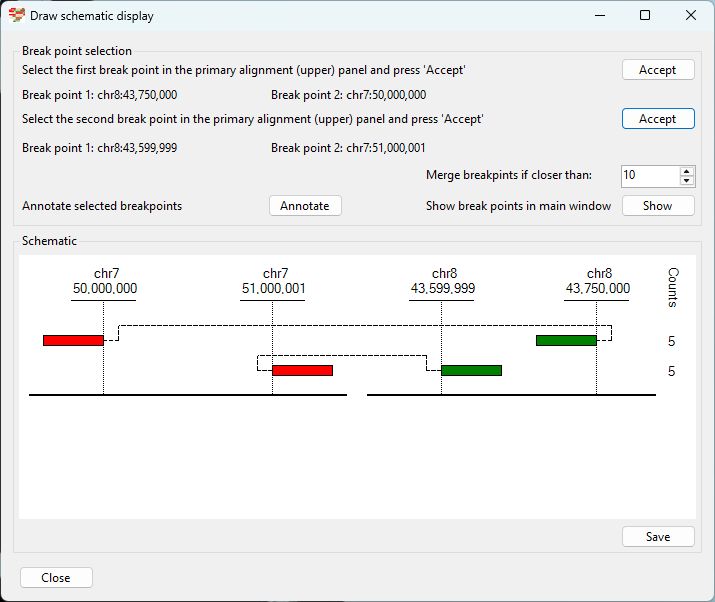 Draw schematic display
Break point selection
Select the first break point in the primary alignment (upper) panel and press 'Accept'
Accept
Break point 1: chr8:43,750,000 Break point 2: chr7:50,000,000
Select the second break point in the primary alignment (upper) panel and press 'Accept'
Accept
Break point 1: chr8:43,599,999 Break point 2: chr7:51,000,001
Merge breakpints if closer than: 10
Annotate selected breakpoints Annotate Show break points in main window Show
Schematic
chr7 chr7 chr8 chr8
50,000,000 51,000,001 43,599,999 43,750,000
Counts
5
5
Save
Close